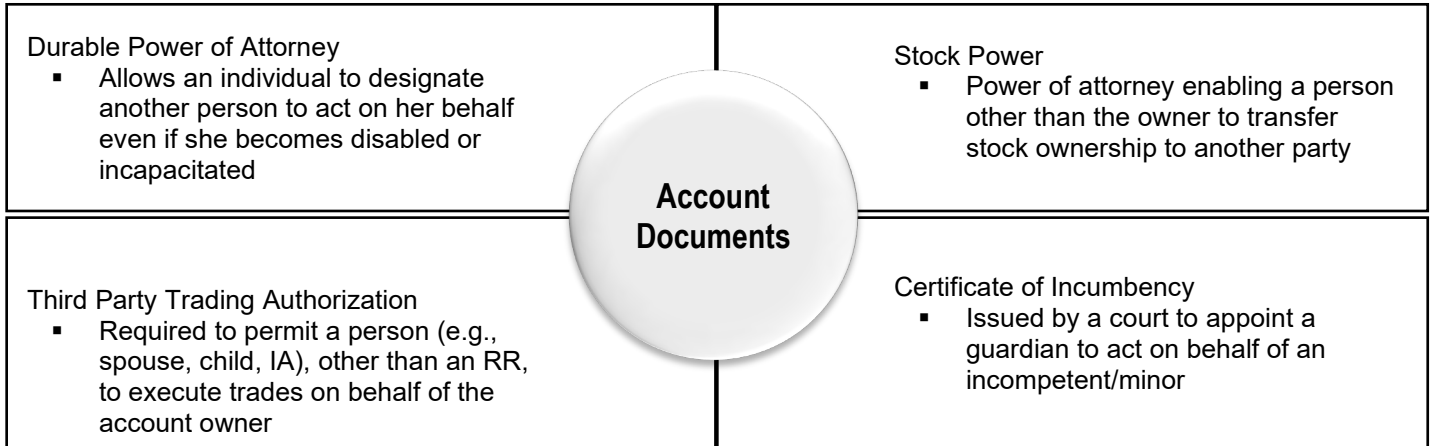 Durable Power of Attorney
▪ Allows an individual to designate
another person to act on her behalf
even if she becomes disabled or
incapacitated
Stock Power
▪ Power of attorney enabling a person
other than the owner to transfer
stock ownership to another party
Account
Documents
Third Party Trading Authorization
▪ Required to permit a person (e.g.,
spouse, child, IA), other than an RR,
to execute trades on behalf of the
account owner
Certificate of Incumbency
▪ Issued by a court to appoint a
guardian to act on behalf of an
incompetent/minor